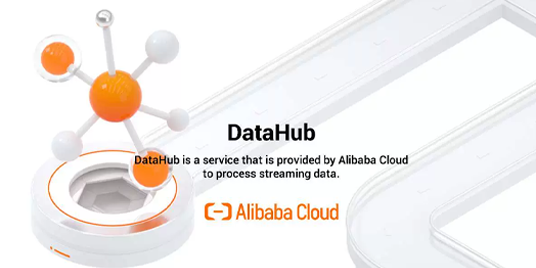 DataHub
DataHub is a service that is provided by Alibaba Cloud
to process streaming data.
Alibaba Cloud